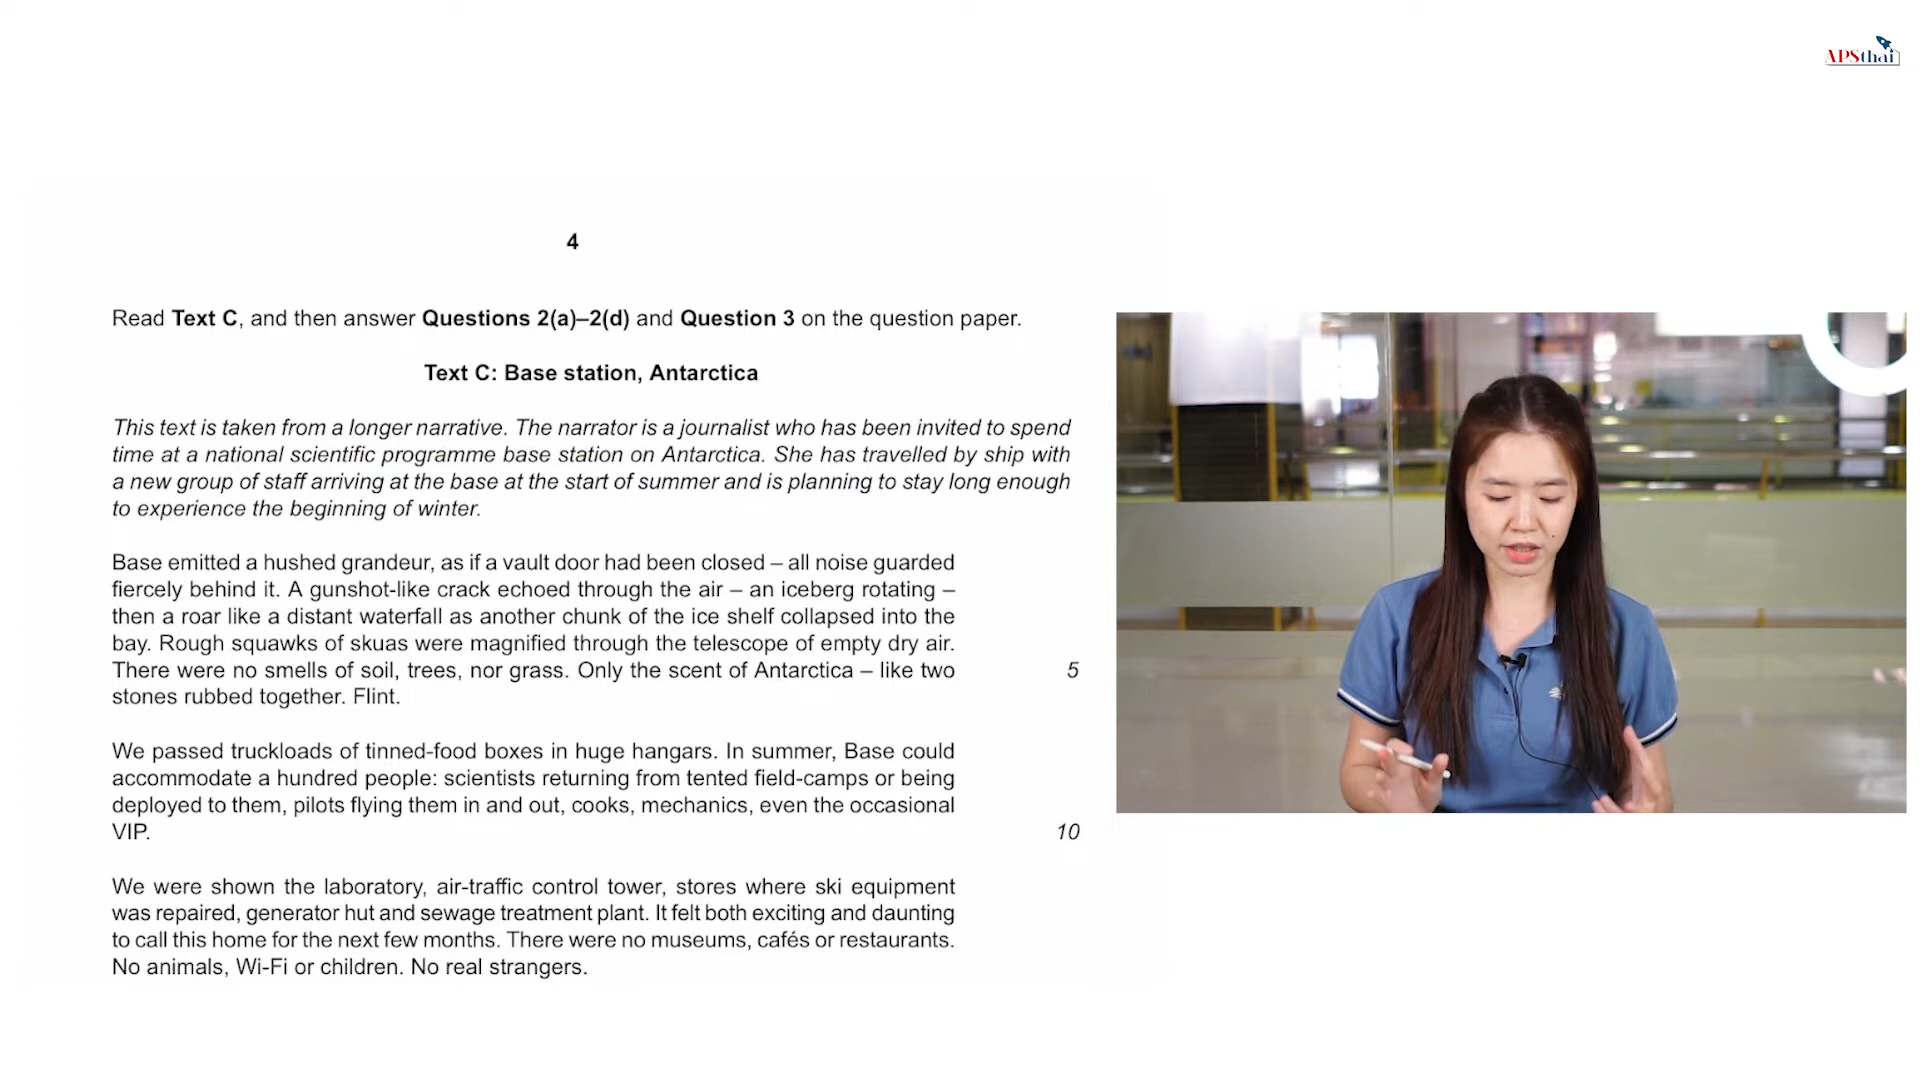 APSthai
4
Read Text C, and then answer Questions 2(a)–2(d) and Question 3 on the question paper.
Text C: Base station, Antarctica
This text is taken from a longer narrative. The narrator is a journalist who has been invited to spend
time at a national scientific programme base station on Antarctica. She has travelled by ship with
a new group of staff arriving at the base at the start of summer and is planning to stay long enough
to experience the beginning of winter.
Base emitted a hushed grandeur, as if a vault door had been closed – all noise guarded
fiercely behind it. A gunshot-like crack echoed through the air – an iceberg rotating –
then a roar like a distant waterfall as another chunk of the ice shelf collapsed into the
bay. Rough squawks of skuas were magnified through the telescope of empty dry air.
There were no smells of soil, trees, nor grass. Only the scent of Antarctica – like two 5
stones rubbed together. Flint.
We passed truckloads of tinned-food boxes in huge hangars. In summer, Base could
accommodate a hundred people: scientists returning from tented field-camps or being
deployed to them, pilots flying them in and out, cooks, mechanics, even the occasional
VIP. 10
We were shown the laboratory, air-traffic control tower, stores where ski equipment
was repaired, generator hut and sewage treatment plant. It felt both exciting and daunting
to call this home for the next few months. There were no museums, cafés or restaurants.
No animals, Wi-Fi or children. No real strangers.